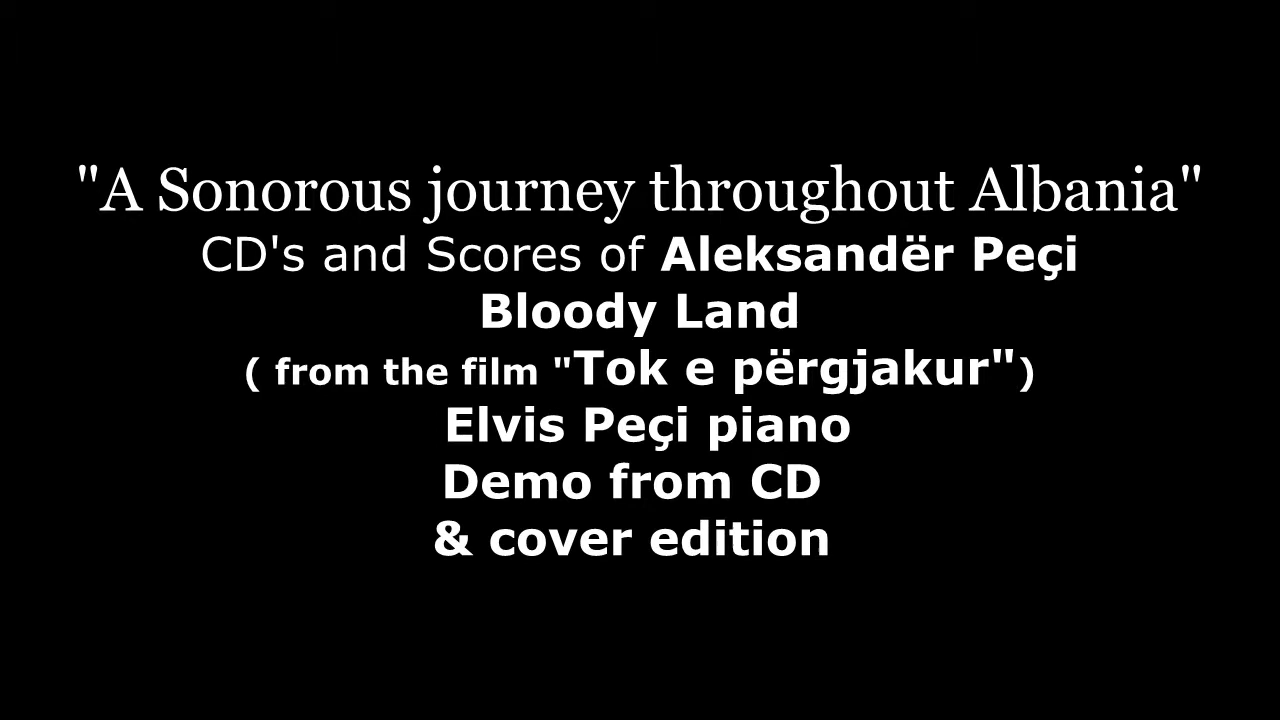 "A Sonorous journey throughout Albania"
CD's and Scores of Aleksandër Peçi
Bloody Land
( from the film "Tok e përgjakur")
Elvis Peçi piano
Demo from CD
& cover edition